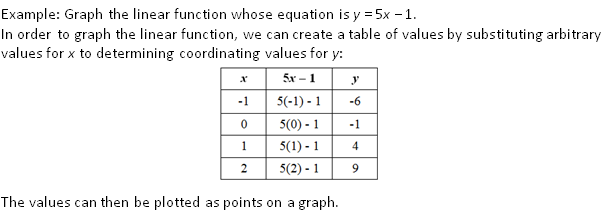 Example: Graph the linear function whose equation is y = 5x – 1.
In order to graph the linear function, we can create a table of values by substituting arbitrary
values for x to determining coordinating values for y:
x 5x – 1 y
-1 5(-1) - 1 -6
0 5(0) - 1 -1
1 5(1) - 1 4
2 5(2) - 1 9
The values can then be plotted as points on a graph.